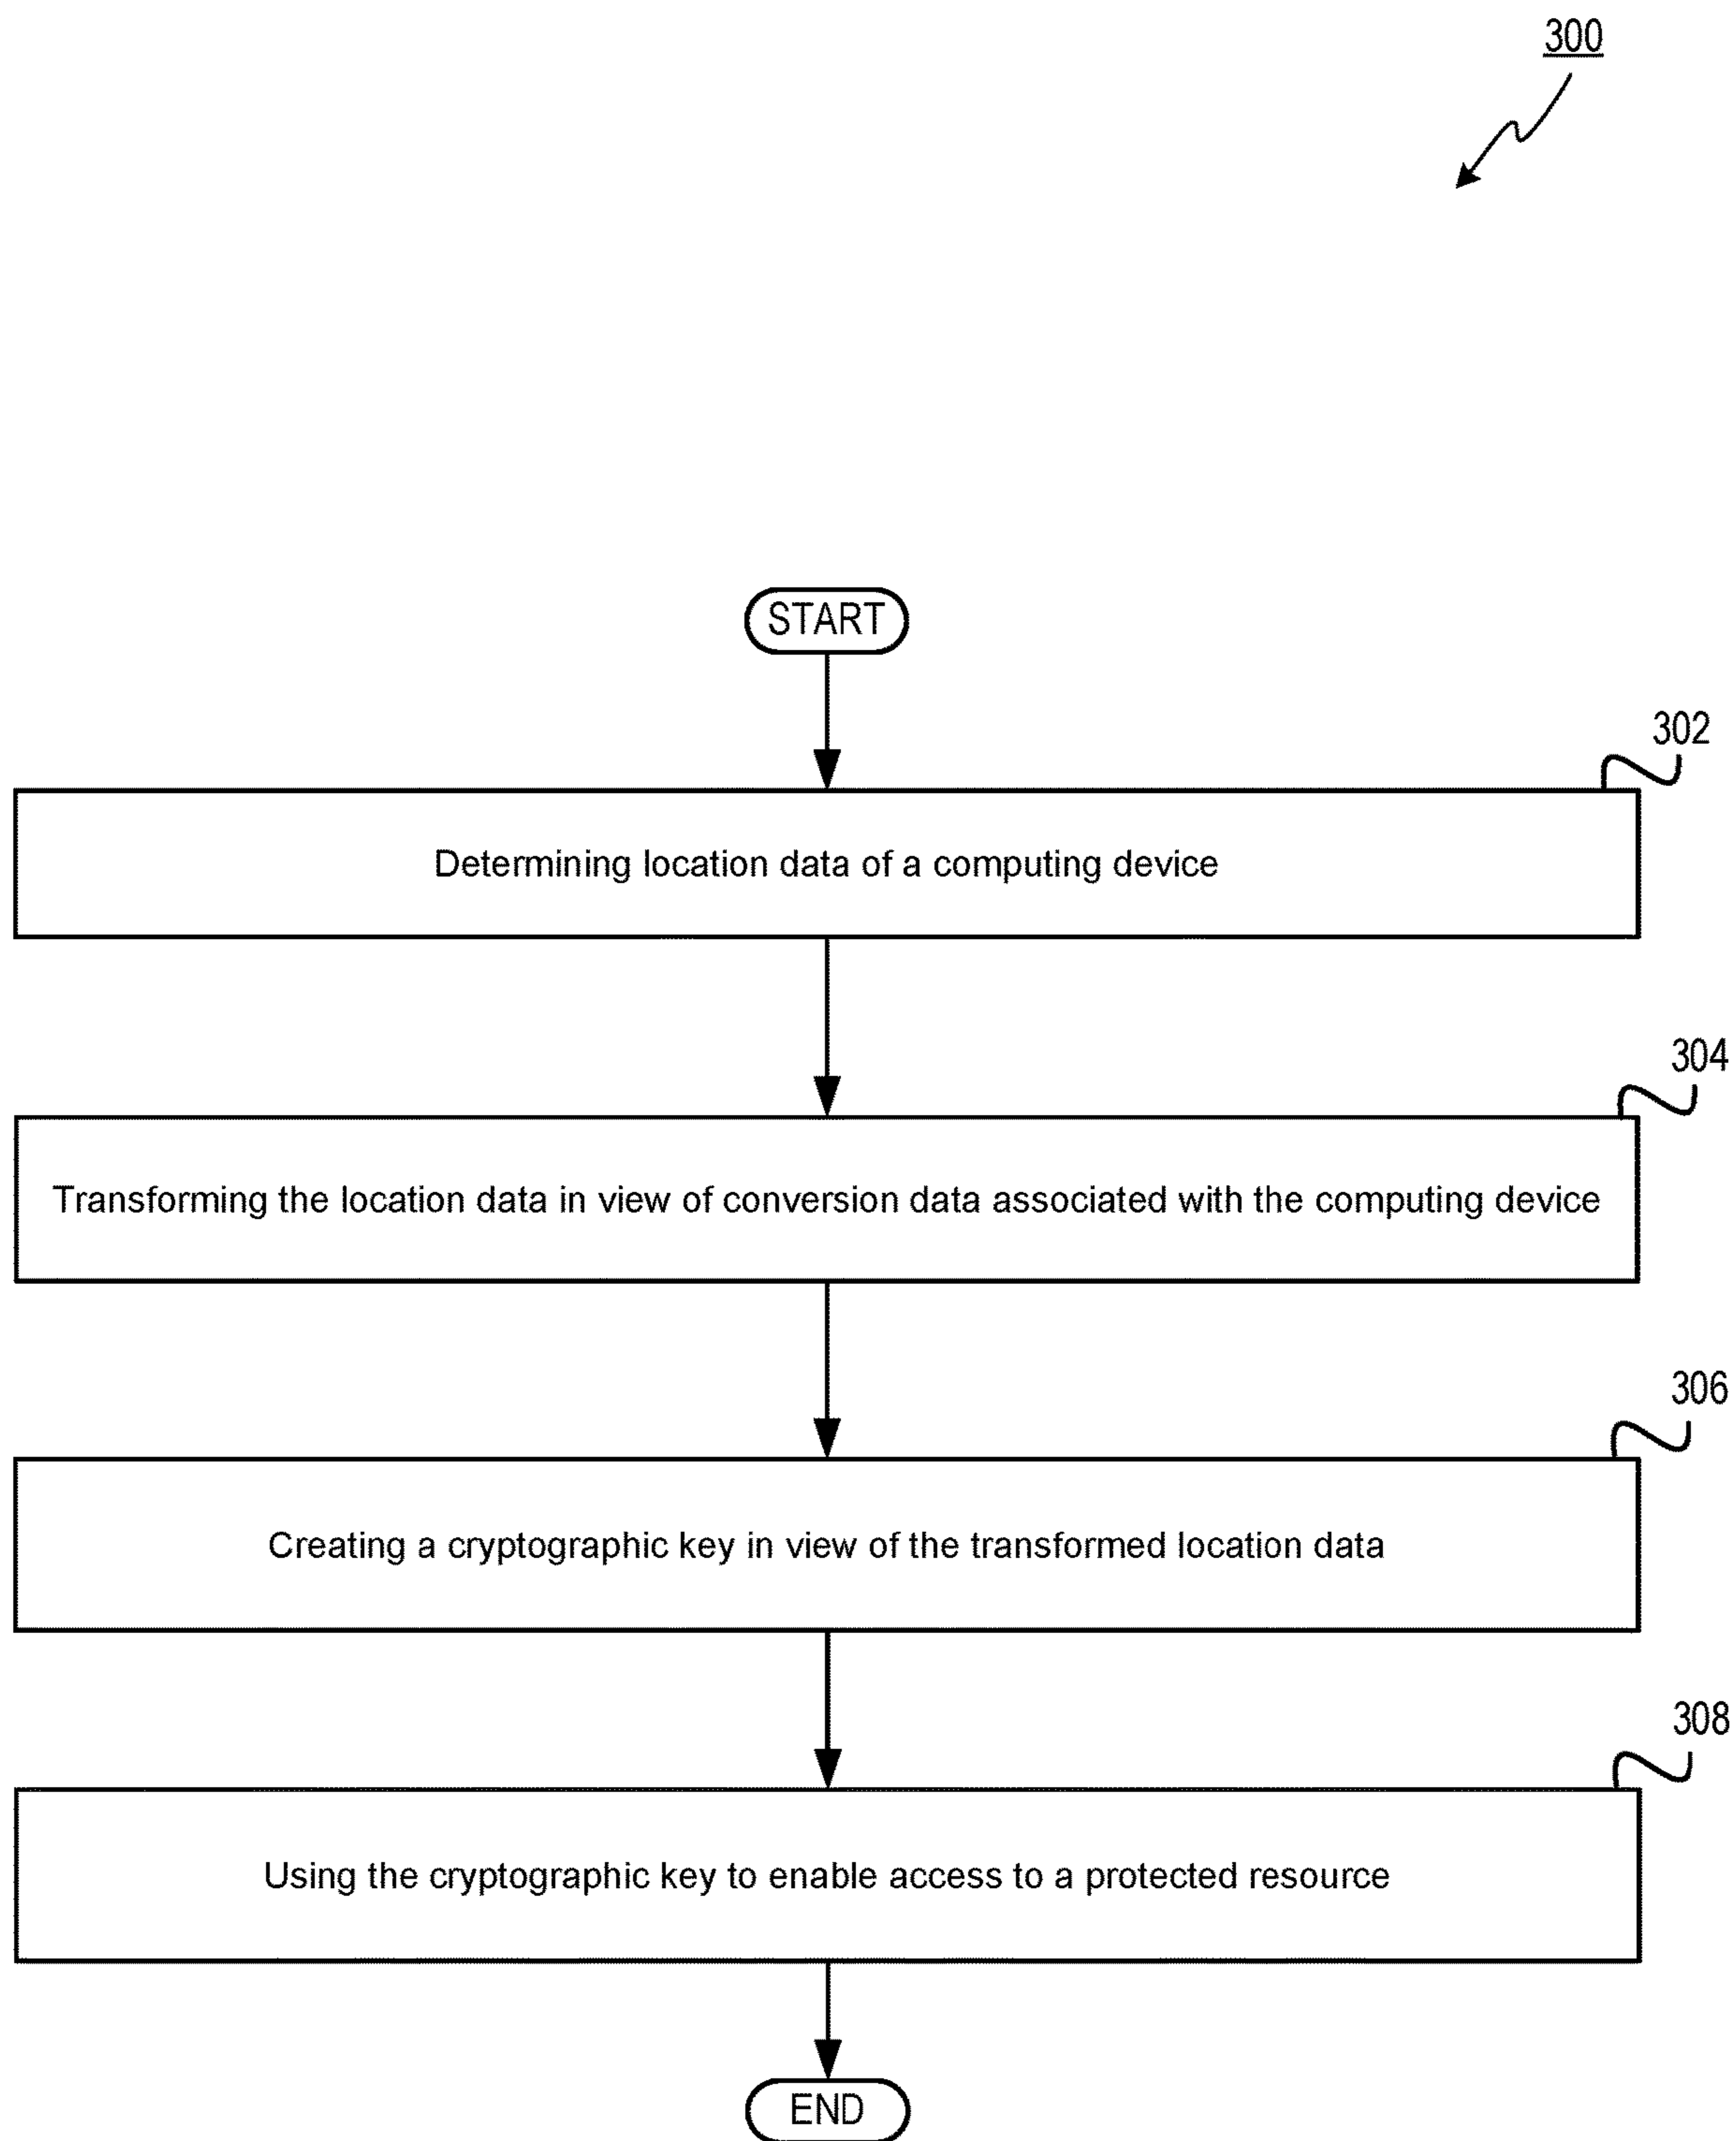 300
START
302
Determining location data of a computing device
304
Transforming the location data in view of conversion data associated with the computing device
306
Creating a cryptographic key in view of the transformed location data
308
Using the cryptographic key to enable access to a protected resource
END